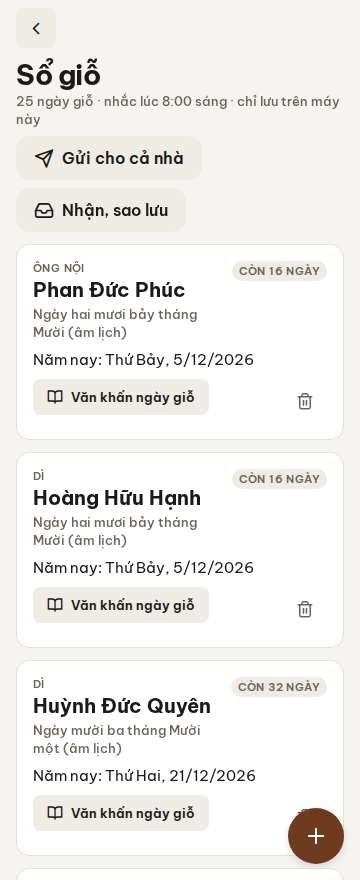 Sổ giỗ
25 ngày giỗ · nhắc lúc 8:00 sáng · chỉ lưu trên máy
này
Gửi cho cả nhà
Nhận, sao lưu
ÔNG NỘI
CÒN 16 NGÀY
Phan Đức Phúc
Ngày hai mươi bảy tháng
Mười (âm lịch)
Năm nay: Thứ Bảy, 5/12/2026
Văn khấn ngày giỗ
DÌ
CÒN 16 NGÀY
Hoàng Hữu Hạnh
Ngày hai mươi bảy tháng
Mười (âm lịch)
Năm nay: Thứ Bảy, 5/12/2026
Văn khấn ngày giỗ
DÌ
CÒN 32 NGÀY
Huỳnh Đức Quyên
Ngày mười ba tháng Mười
một (âm lịch)
Năm nay: Thứ Hai, 21/12/2026
Văn khấn ngày giỗ